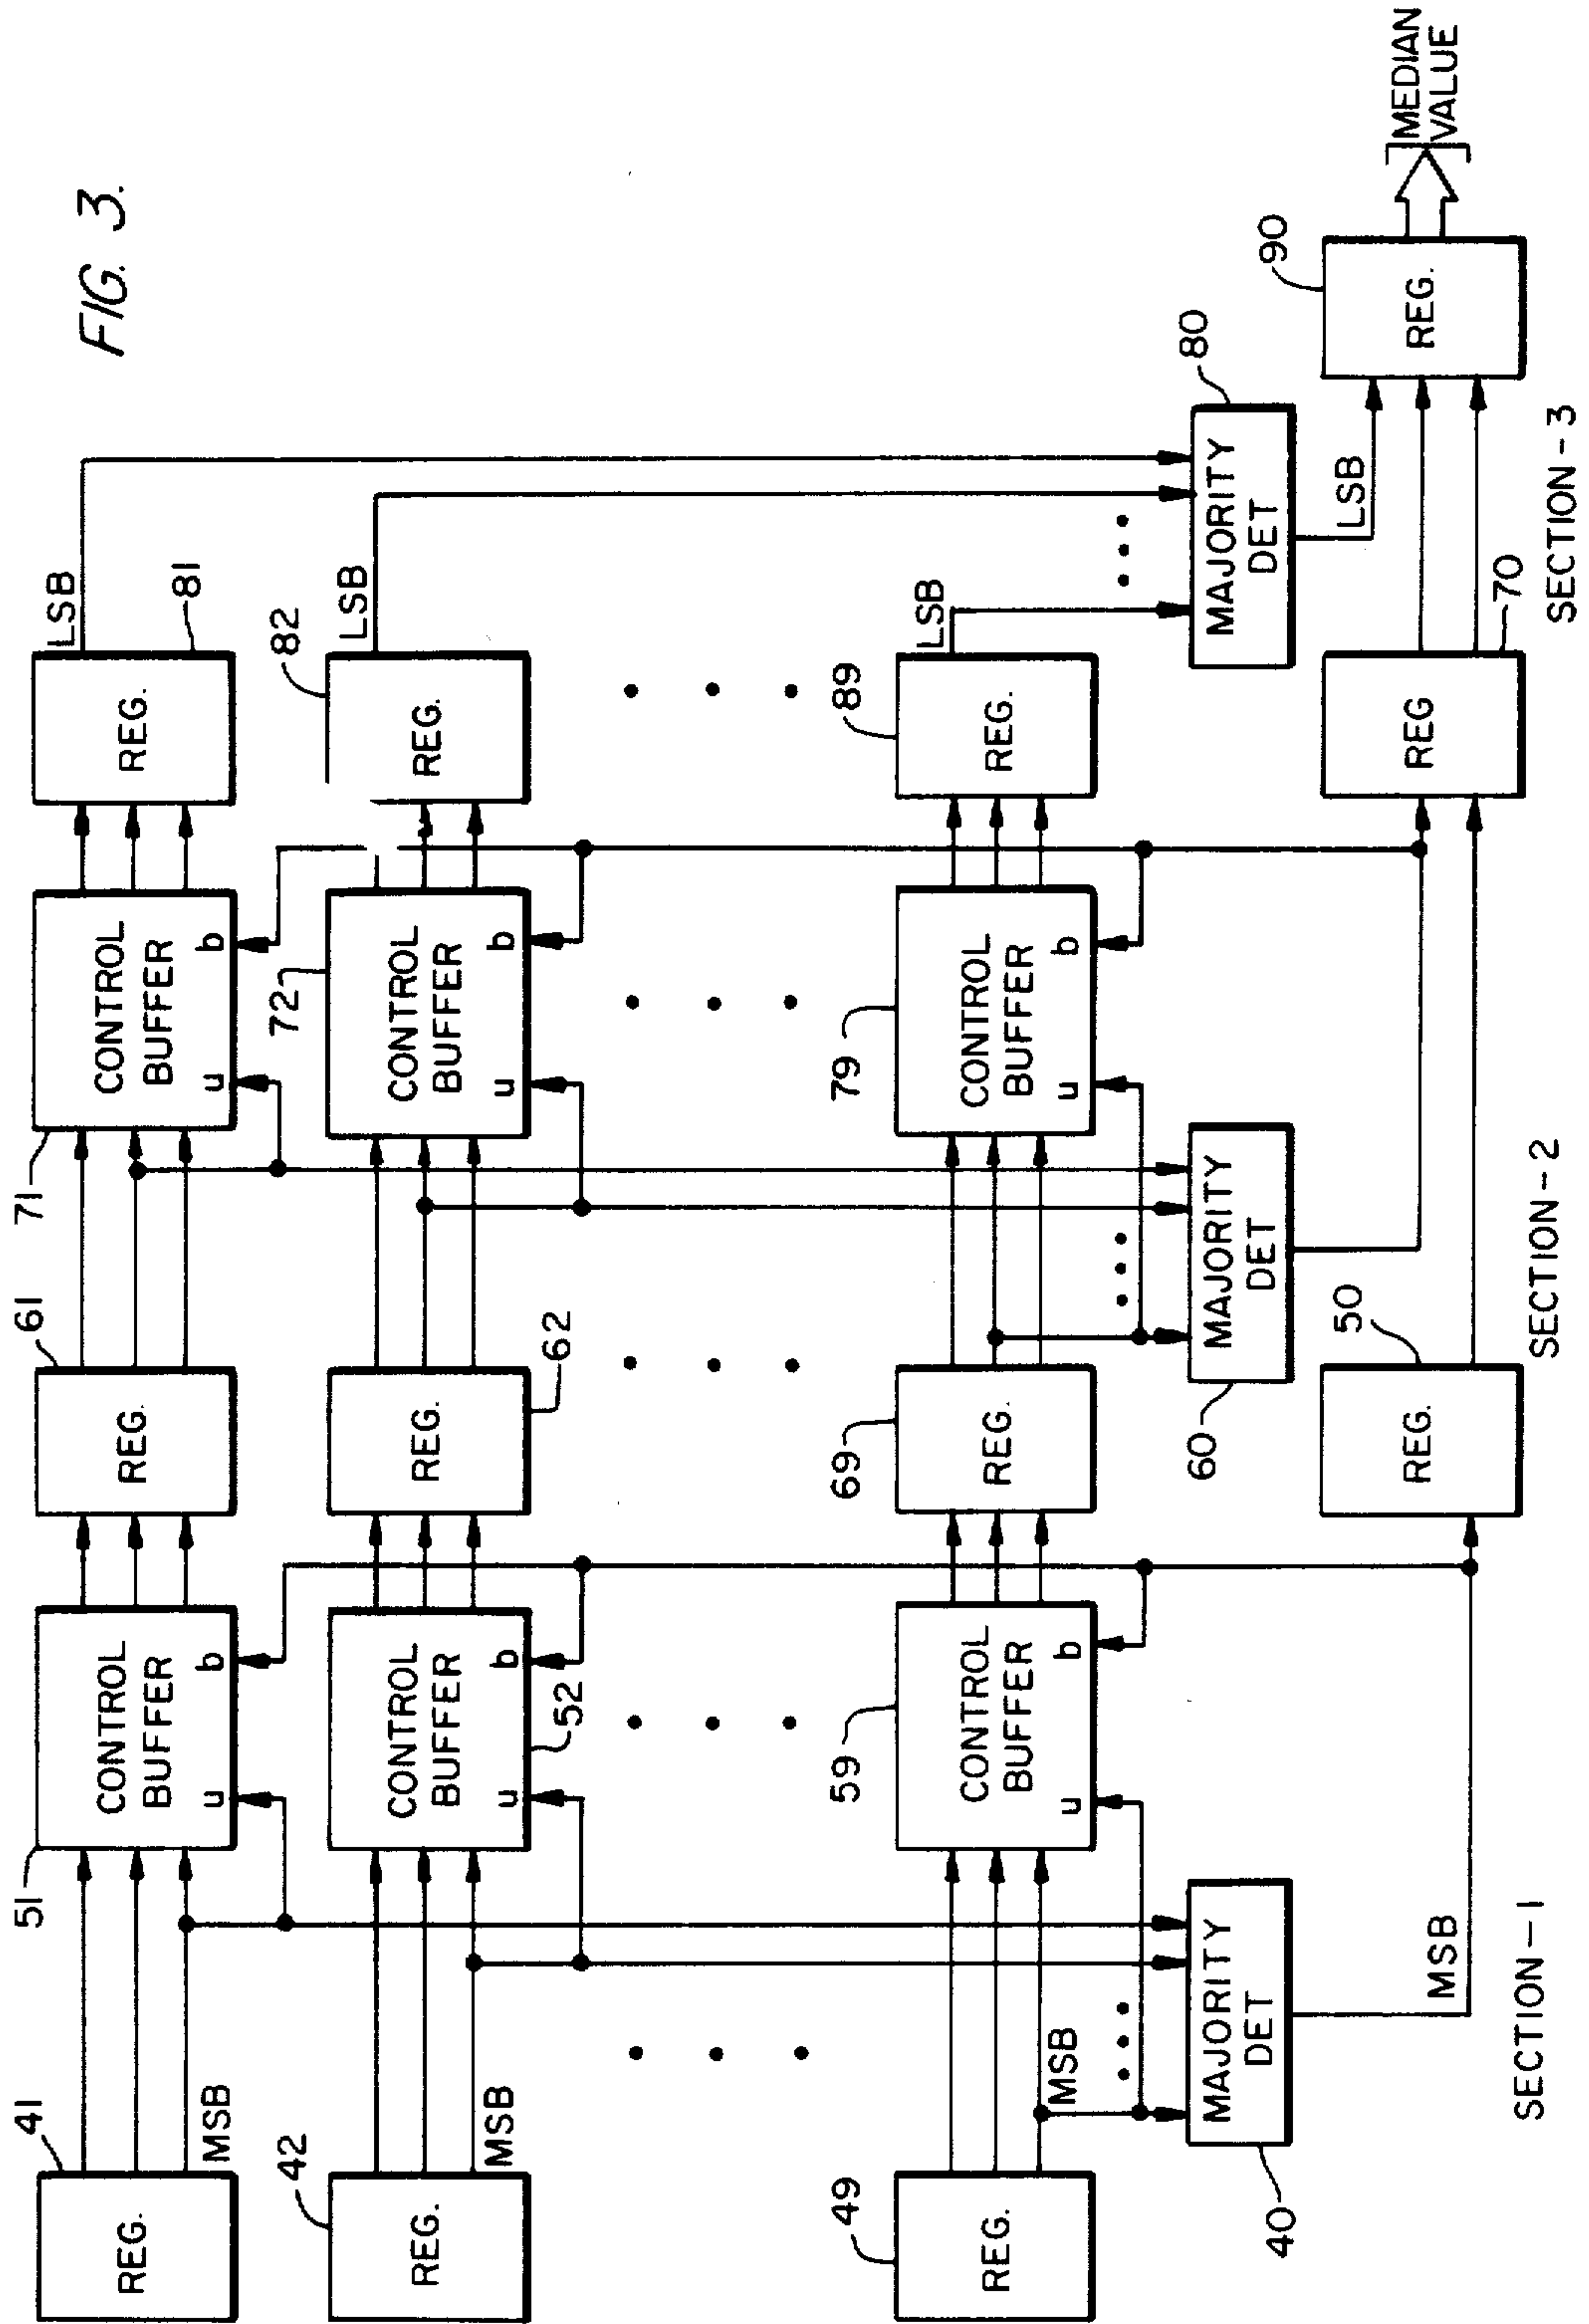 FIG. 3.
41
REG.
MSB
51
CONTROL
BUFFER
u
b
61
REG.
71
CONTROL
BUFFER
u
b
REG.
81
LSB
42
REG.
MSB
CONTROL
BUFFER
u
b
52
REG.
62
72
CONTROL
BUFFER
u
b
82
REG.
LSB
49
REG.
MSB
59
CONTROL
BUFFER
u
b
69
REG.
79
CONTROL
BUFFER
u
b
89
REG.
LSB
40
MAJORITY
DET
MSB
60
MAJORITY
DET
80
MAJORITY
DET
LSB
50
REG.
70
REG
90
REG.
MEDIAN
VALUE
SECTION-1
SECTION-2
SECTION-3